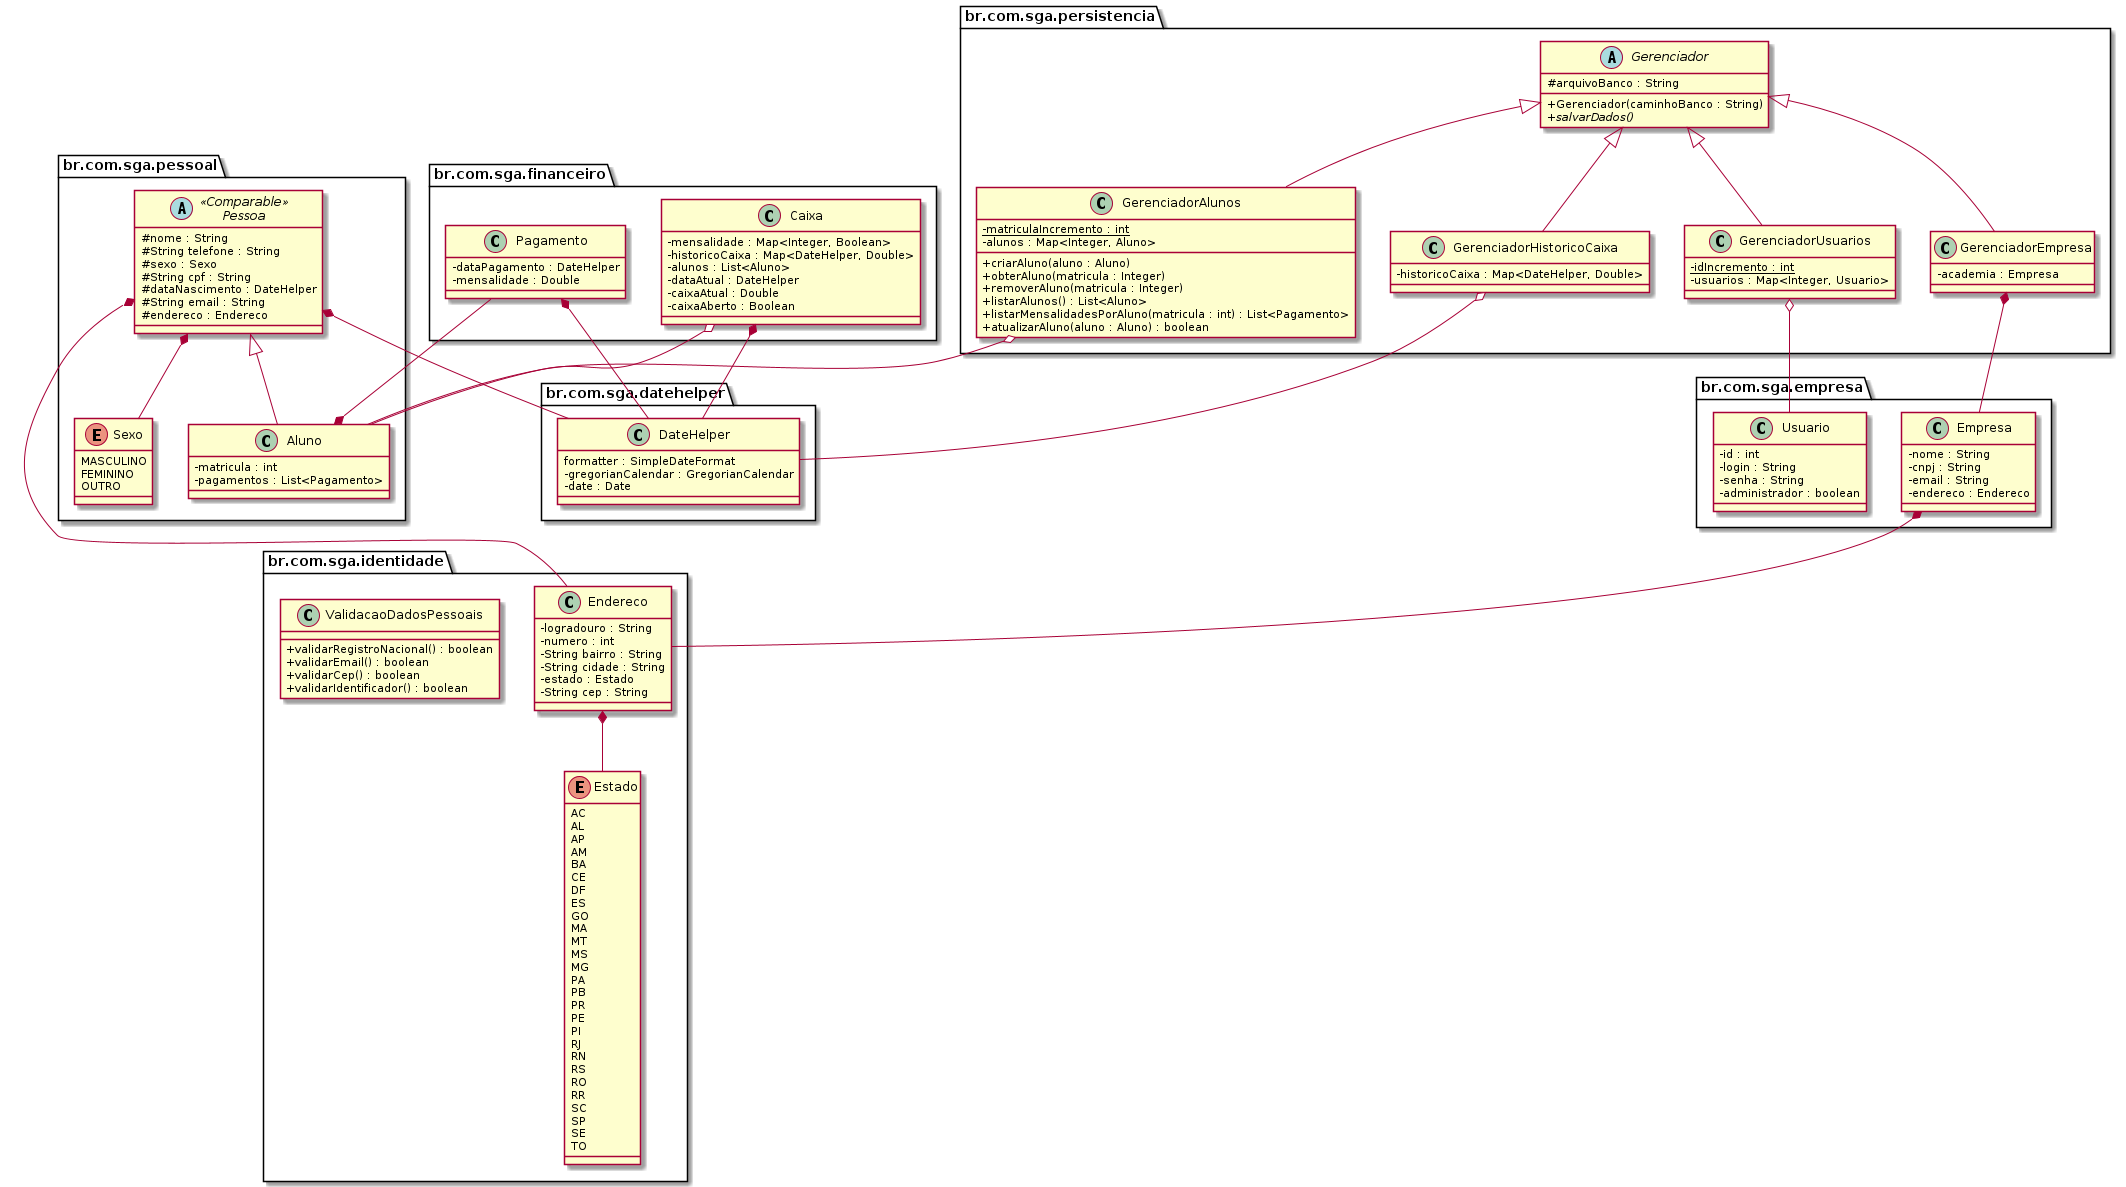 br.com.sga.persistencia
A Gerenciador
#arquivoBanco : String
+Gerenciador(caminhoBanco : String)
+salvarDados()
C GerenciadorAlunos
-matriculaIncremento : int
-alunos : Map<Integer, Aluno>
+criarAluno(aluno : Aluno)
+obterAluno(matricula : Integer)
+removerAluno(matricula : Integer)
+listarAlunos() : List<Aluno>
+listarMensalidadesPorAluno(matricula : int) : List<Pagamento>
+atualizarAluno(aluno : Aluno) : boolean
C GerenciadorHistoricoCaixa
-historicoCaixa : Map<DateHelper, Double>
C GerenciadorUsuarios
-idIncremento : int
-usuarios : Map<Integer, Usuario>
C GerenciadorEmpresa
-academia : Empresa
br.com.sga.pessoal
A «Comparable»
Pessoa
#nome : String
#String telefone : String
#sexo : Sexo
#String cpf : String
#dataNascimento : DateHelper
#String email : String
#endereco : Endereco
E Sexo
MASCULINO
FEMININO
OUTRO
C Aluno
-matricula : int
-pagamentos : List<Pagamento>
br.com.sga.financeiro
C Pagamento
-dataPagamento : DateHelper
-mensalidade : Double
C Caixa
-mensalidade : Map<Integer, Boolean>
-historicoCaixa : Map<DateHelper, Double>
-alunos : List<Aluno>
-dataAtual : DateHelper
-caixaAtual : Double
-caixaAberto : Boolean
br.com.sga.datehelper
C DateHelper
formatter : SimpleDateFormat
-gregorianCalendar : GregorianCalendar
-date : Date
br.com.sga.empresa
C Usuario
-id : int
-login : String
-senha : String
-administrador : boolean
C Empresa
-nome : String
-cnpj : String
-email : String
-endereco : Endereco
br.com.sga.identidade
C ValidacaoDadosPessoais
+validarRegistroNacional() : boolean
+validarEmail() : boolean
+validarCep() : boolean
+validarIdentificador() : boolean
C Endereco
-logradouro : String
-numero : int
-String bairro : String
-String cidade : String
-estado : Estado
-String cep : String
E Estado
AC
AL
AP
AM
BA
CE
DF
ES
GO
MA
MT
MS
MG
PA
PB
PR
PE
PI
RJ
RN
RS
RO
RR
SC
SP
SE
TO